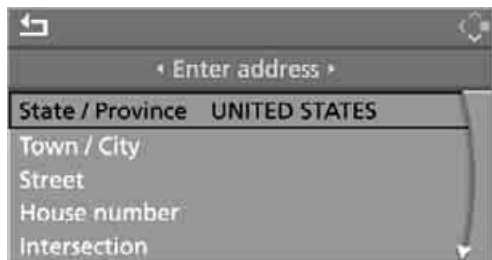 Enter address
State / Province UNITED STATES
Town / City
Street
House number
Intersection